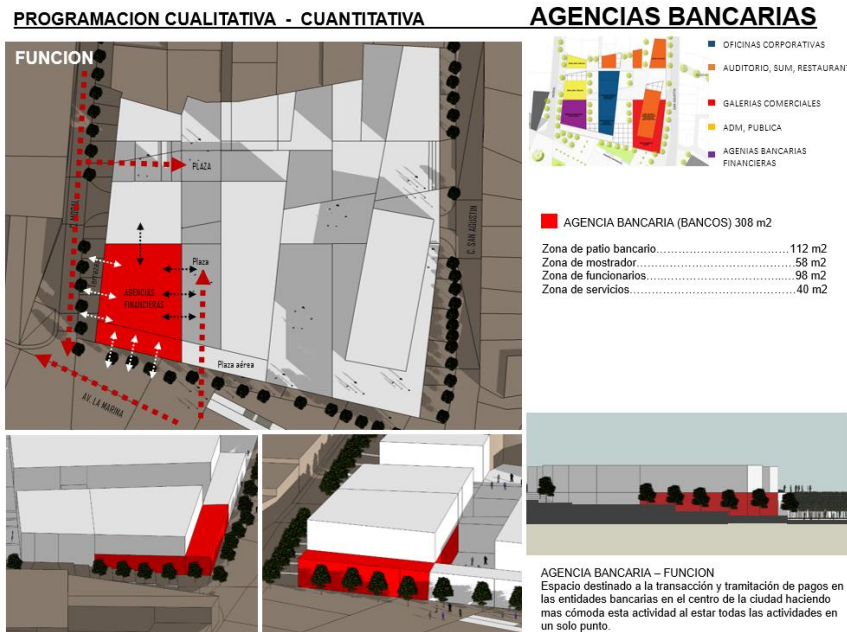 PROGRAMACION CUALITATIVA - CUANTITATIVA
AGENCIAS BANCARIAS
FUNCION
PLAZA
C. MORAL
C. SAN AGUSTIN
Plaza
Terraza
AGENCIAS
FINANCIERAS
Plaza aérea
AV. LA MARINA
OFICINAS CORPORATIVAS
AUDITORIO, SUM, RESTAURANT
GALERIAS COMERCIALES
ADM, PUBLICA
AGENIAS BANCARIAS
FINANCIERAS
AGENCIA BANCARIA (BANCOS) 308 m2
Zona de patio bancario...................................112 m2
Zona de mostrador..........................................58 m2
Zona de funcionarios.......................................98 m2
Zona de servicios............................................40 m2
AGENCIA BANCARIA – FUNCION
Espacio destinado a la transacción y tramitación de pagos en
las entidades bancarias en el centro de la ciudad haciendo
mas cómoda esta actividad al estar todas las actividades en
un solo punto.